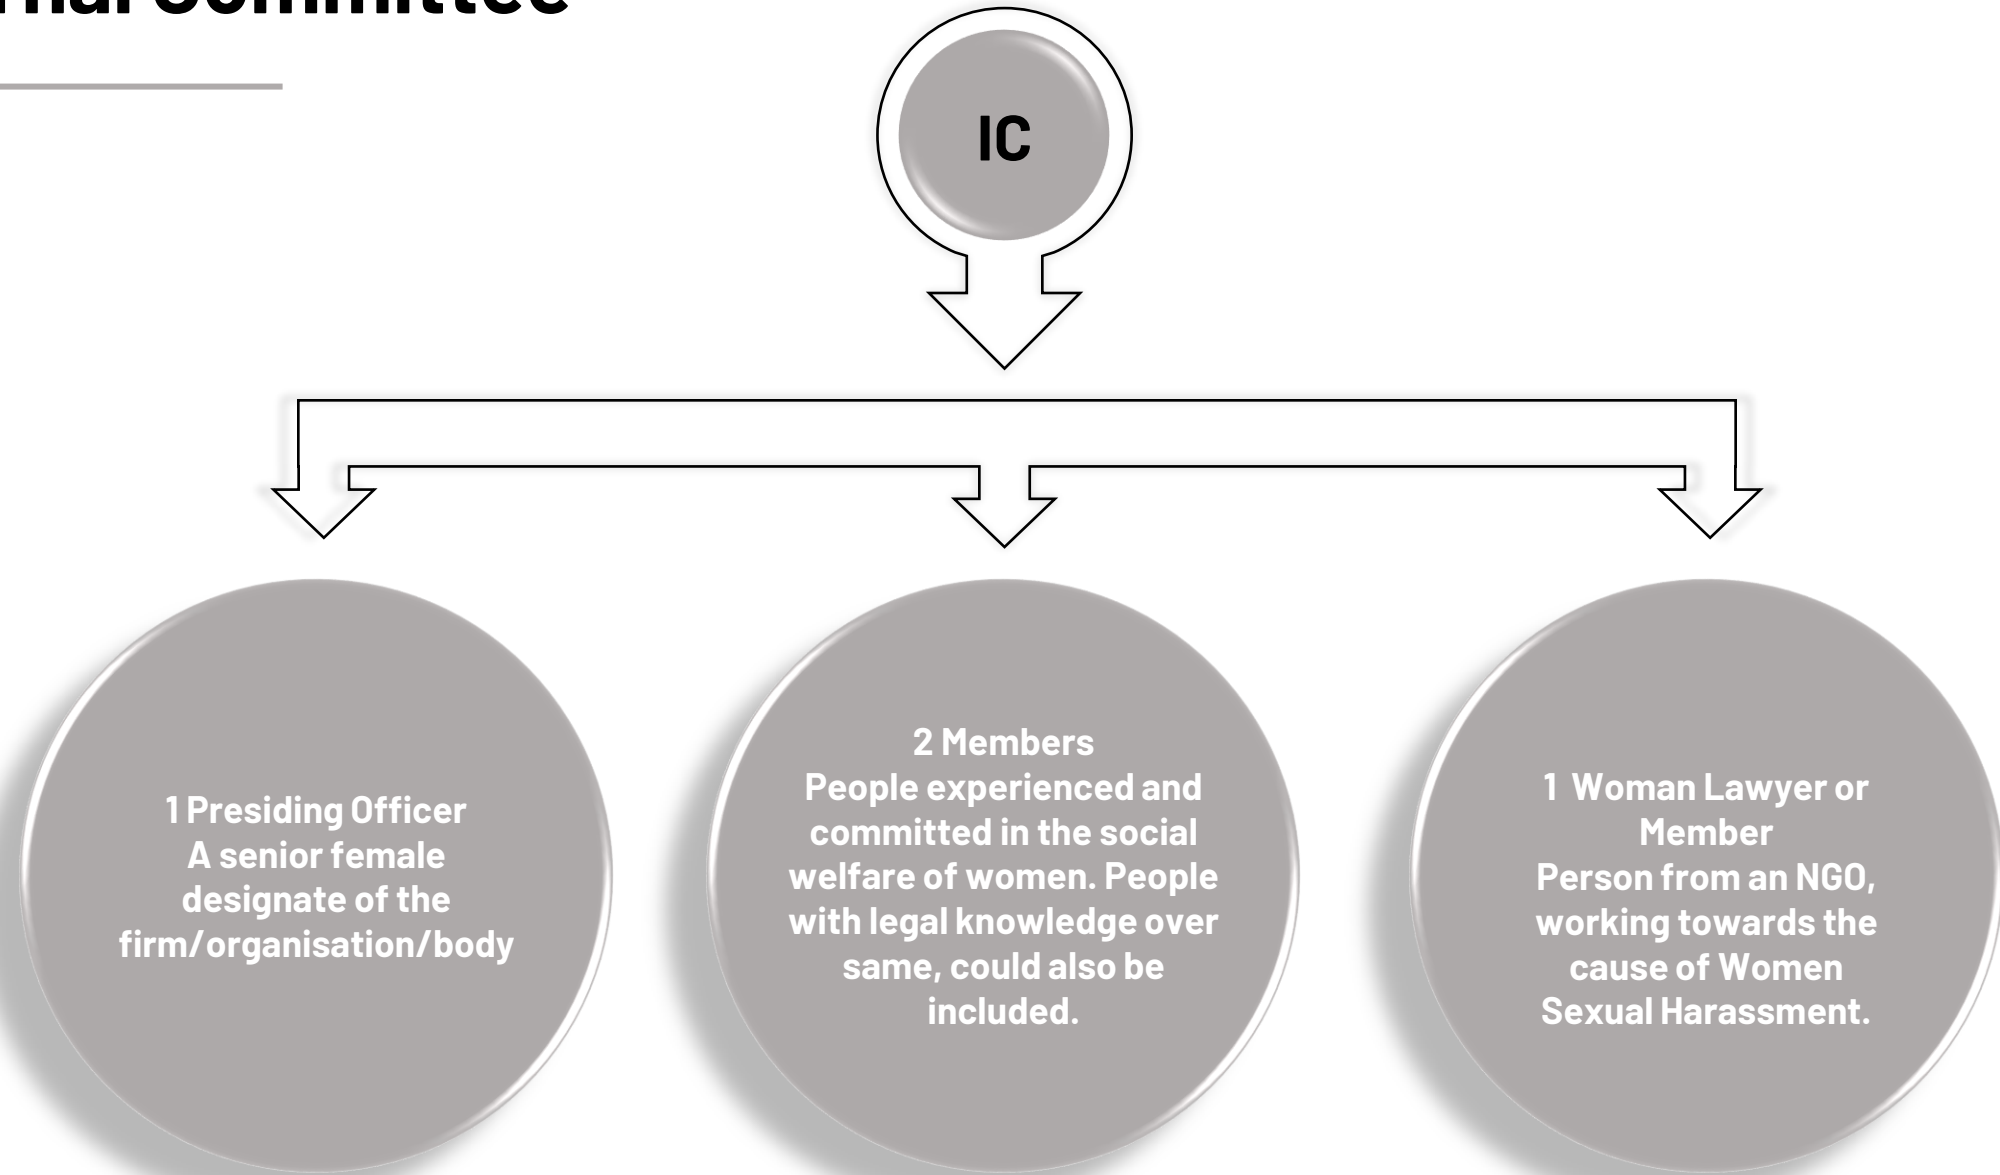 Committee
IC
1 Presiding Officer
A senior female
designate of the
firm/organisation/body
2 Members
People experienced and
committed in the social
welfare of women. People
with legal knowledge over
same, could also be
included.
1 Woman Lawyer or
Member
Person from an NGO,
working towards the
cause of Women
Sexual Harassment.